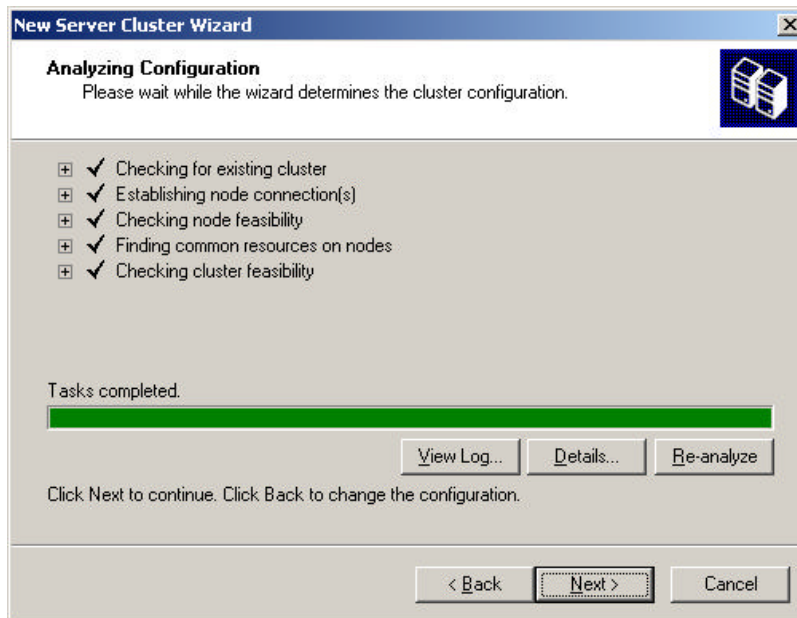 New Server Cluster Wizard
Analyzing Configuration
Please wait while the wizard determines the cluster configuration.
Checking for existing cluster
Establishing node connection(s)
Checking node feasibility
Finding common resources on nodes
Checking cluster feasibility
Tasks completed.
View Log... Details... Re-analyze
Click Next to continue. Click Back to change the configuration.
< Back Next > Cancel